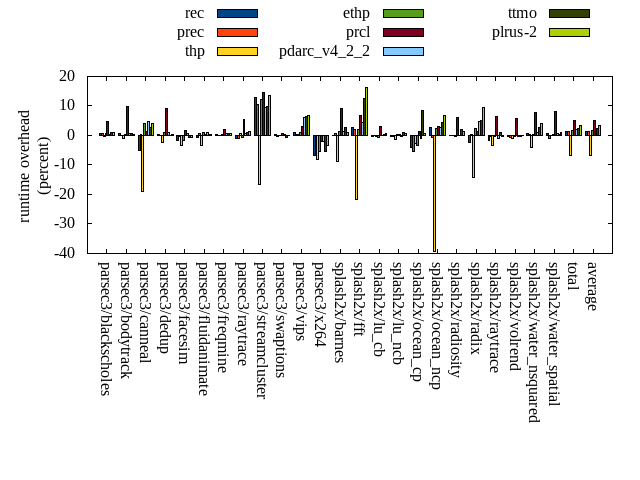 rec ethp ttmo
prec prcl plrus-2
thp pdarc_v4_2_2
runtime overhead
(percent)
20
10
0
-10
-20
-30
-40
parsec3/blackscholes
parsec3/bodytrack
parsec3/canneal
parsec3/dedup
parsec3/facesim
parsec3/fluidanimate
parsec3/freqmine
parsec3/raytrace
parsec3/streamcluster
parsec3/swaptions
parsec3/vips
parsec3/x264
splash2x/barnes
splash2x/fft
splash2x/lu_cb
splash2x/lu_ncb
splash2x/ocean_cp
splash2x/ocean_ncp
splash2x/radiosity
splash2x/radix
splash2x/raytrace
splash2x/volrend
splash2x/water_nsquared
splash2x/water_spatial
total
average